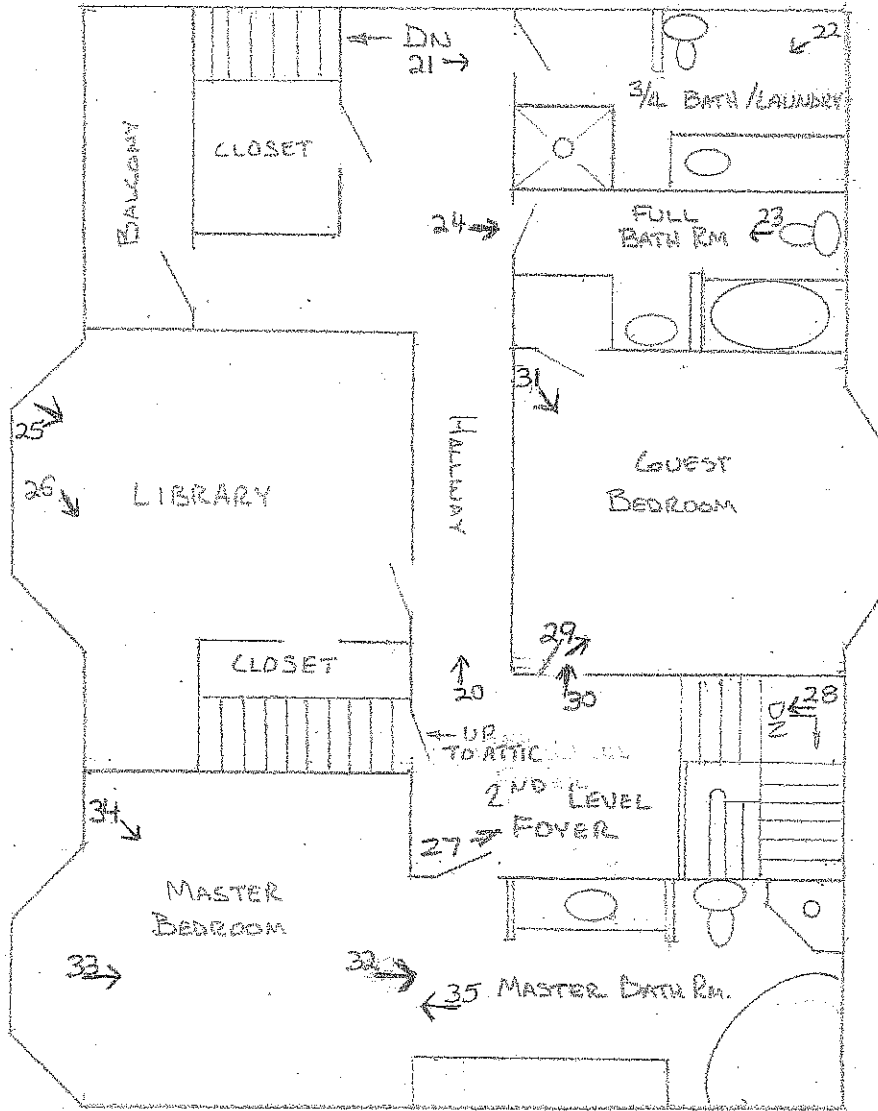 DN
21
22
3/4 BATH/LAUNDRY
CLOSET
BALCONY
24
FULL
BATH RM
23
31
25
HALLWAY
26
LIBRARY
GUEST
BEDROOM
29
CLOSET
20
30
28
DN
UP
TO ATTIC
2ND LEVEL
FOYER
34
27
MASTER
BEDROOM
33
32
35 MASTER BATH RM.